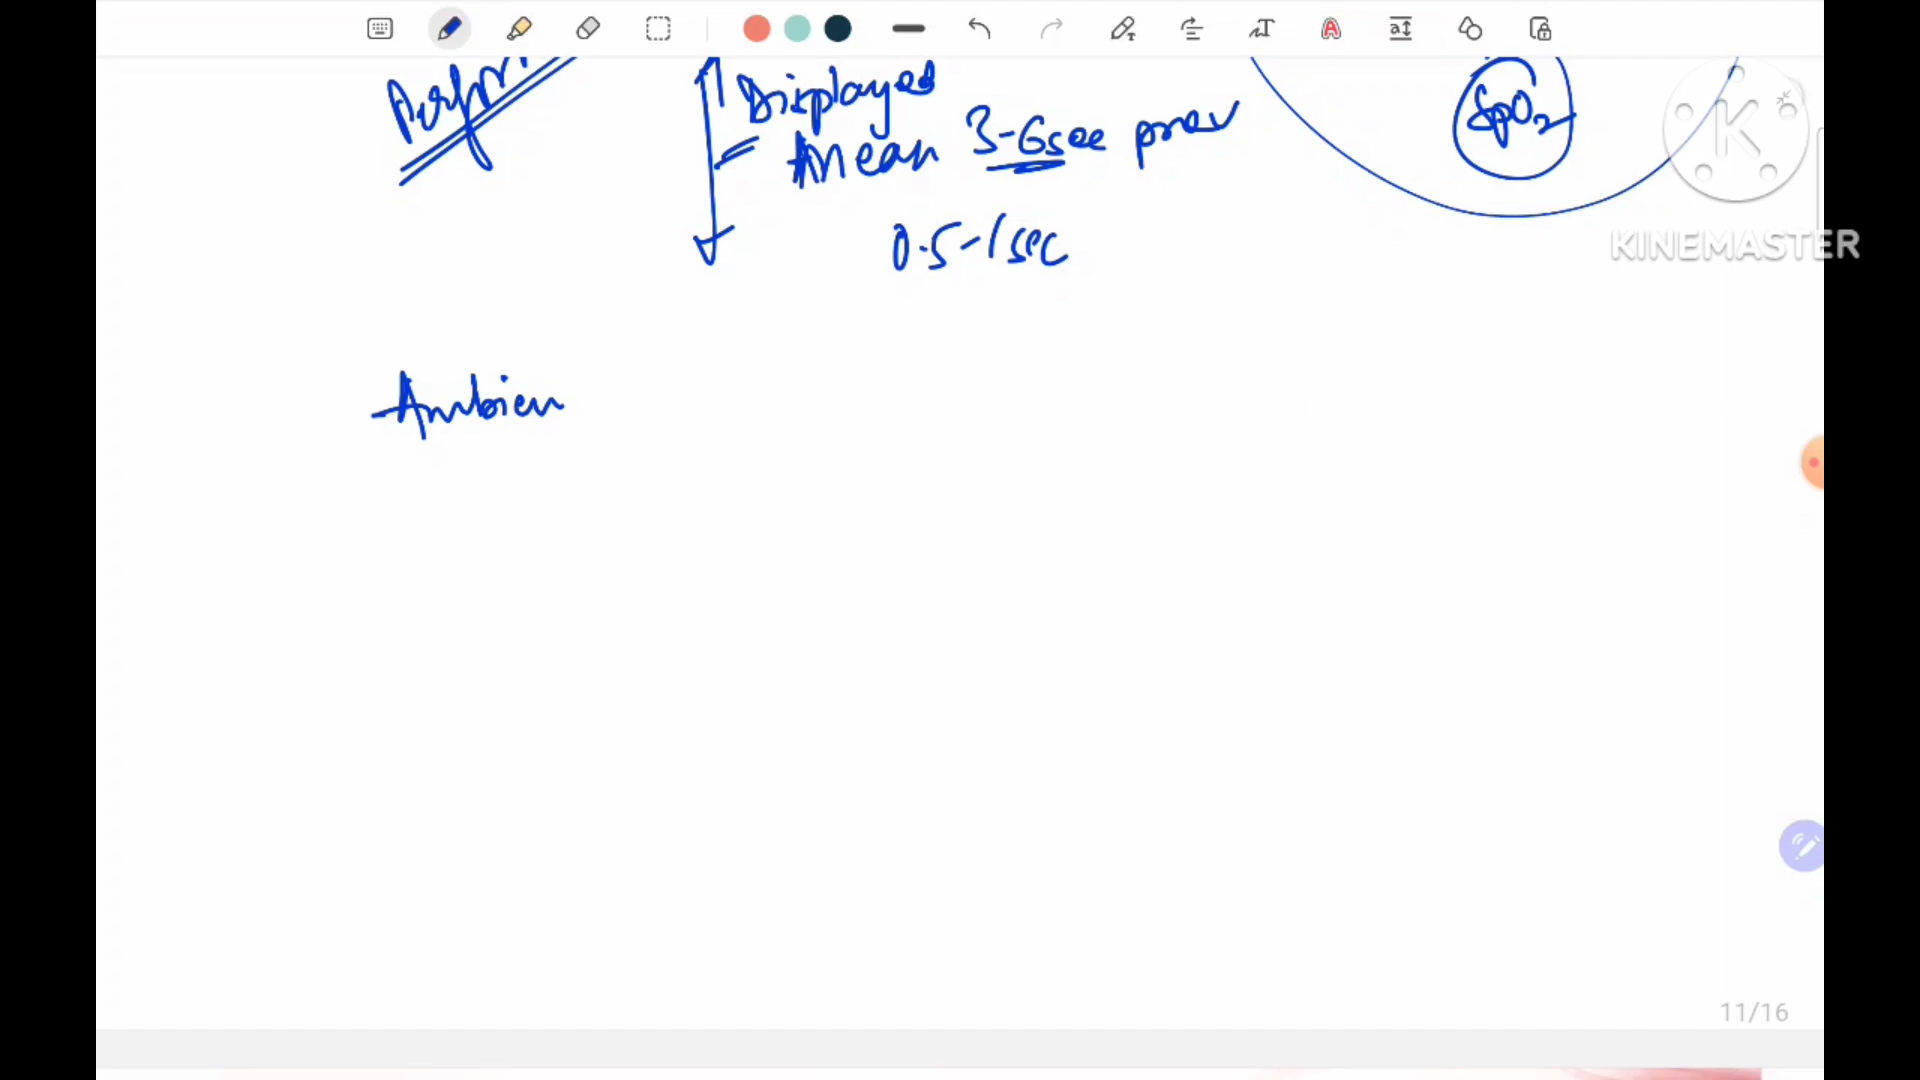 Displayed
SpO2
Mean 3-6sec prev
0.5-1sec
KINEMASTER
Ambien
11/16